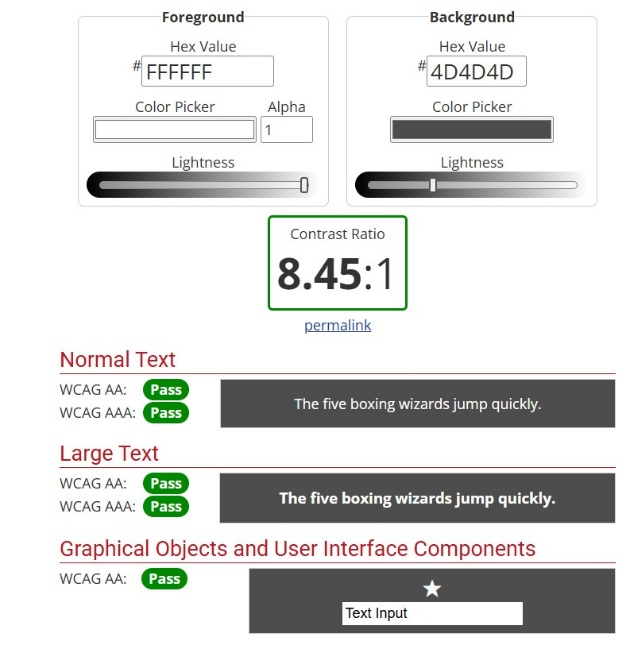 Foreground
Hex Value
# FFFFFF
Color Picker Alpha
1
Lightness
Background
Hex Value
# 4D4D4D
Color Picker
Lightness
Contrast Ratio
8.45:1
permalink
Normal Text
WCAG AA: Pass
WCAG AAA: Pass
The five boxing wizards jump quickly.
Large Text
WCAG AA: Pass
WCAG AAA: Pass
The five boxing wizards jump quickly.
Graphical Objects and User Interface Components
WCAG AA: Pass
Text Input